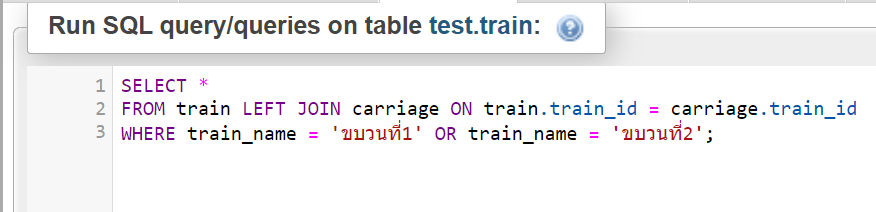 Run SQL query/queries on table test.train:
1 SELECT *
2 FROM train LEFT JOIN carriage ON train.train_id = carriage.train_id
3 WHERE train_name = 'ขบวนที่1' OR train_name = 'ขบวนที่2';